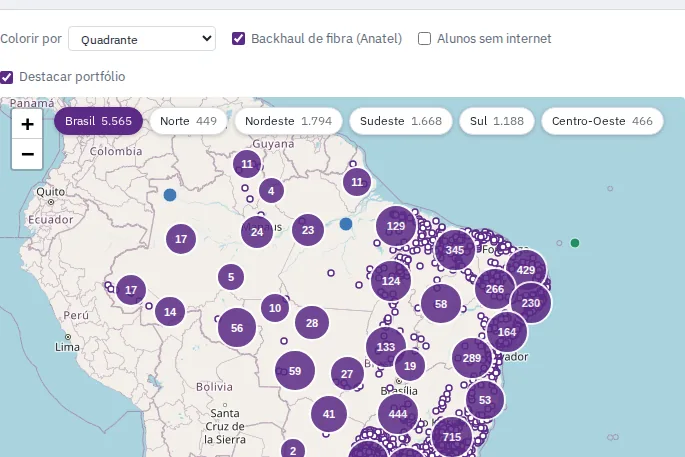 Colorir por Quadrante Backhaul de fibra (Anatel) Alunos sem internet
Destacar portfólio
Panamá
+ Brasil 5.565 Norte 449 Nordeste 1.794 Sudeste 1.668 Sul 1.188 Centro-Oeste 466
−
Guyana
Colombia
11
11
4
Quito
Ecuador
129
24
23
17
345
429
5
124
266
17
58
230
10
14
28
56
164
Perú
Lima
133
289
19
59
27
Brasília
Bolivia
53
Santa
Cruz de
la Sierra
41
444
715
2